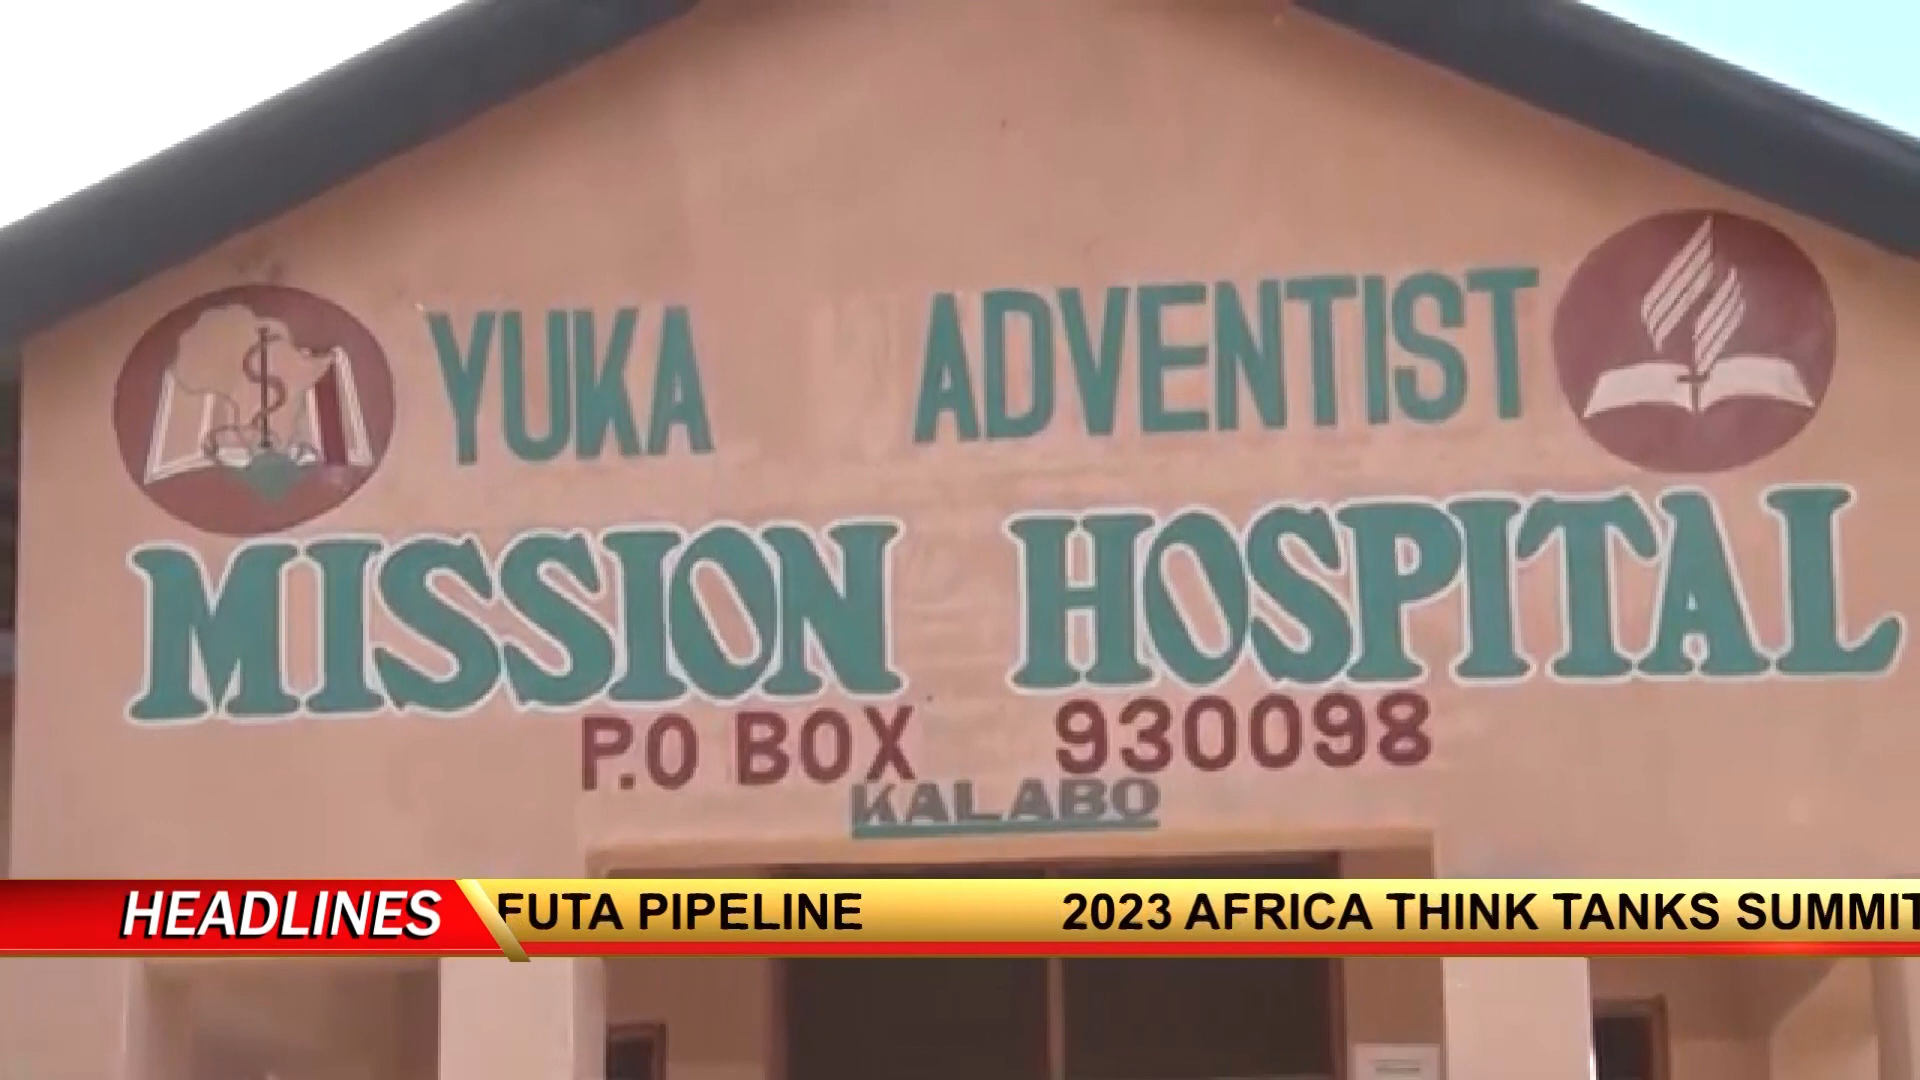 YUKA ADVENTIST
MISSION HOSPITAL
P.O BOX 930098
KALABO
HEADLINES
FUTA PIPELINE 2023 AFRICA THINK TANKS SUMMIT